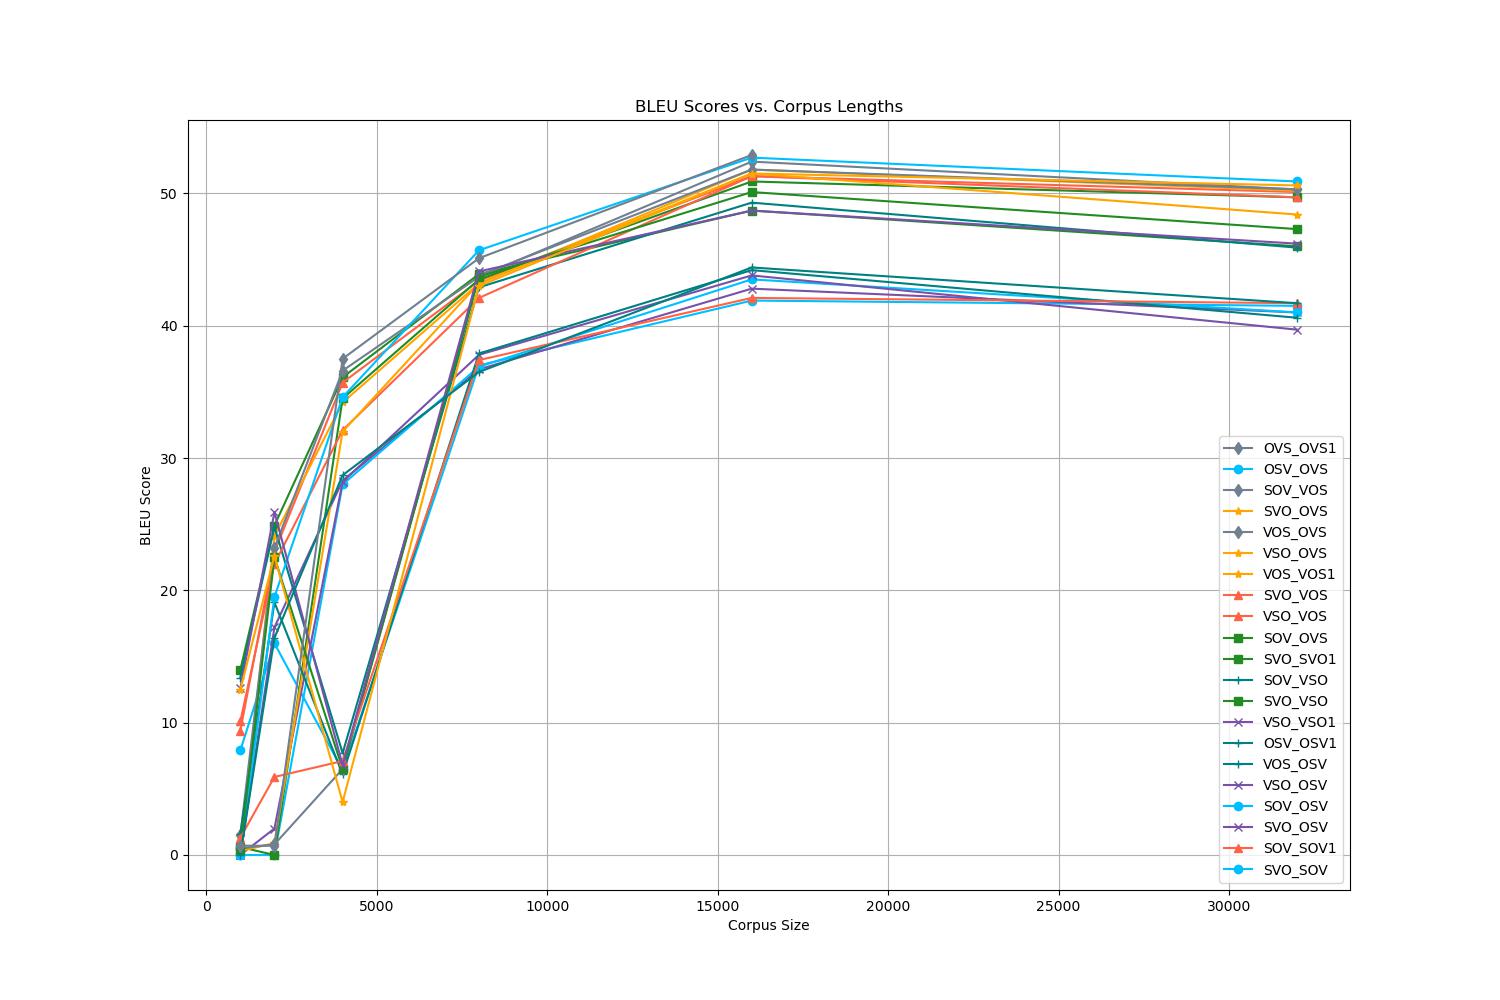 BLEU Scores vs. Corpus Lengths
50
40
30
20
10
0
BLEU Score
0 5000 10000 15000 20000 25000 30000
Corpus Size
OVS_OVS1
OSV_OVS
SOV_VOS
SVO_OVS
VOS_OVS
VSO_OVS
VOS_VOS1
SVO_VOS
VSO_VOS
SOV_OVS
SVO_SVO1
SOV_VSO
SVO_VSO
VSO_VSO1
OSV_OSV1
VOS_OSV
VSO_OSV
SOV_OSV
SVO_OSV
SOV_SOV1
SVO_SOV